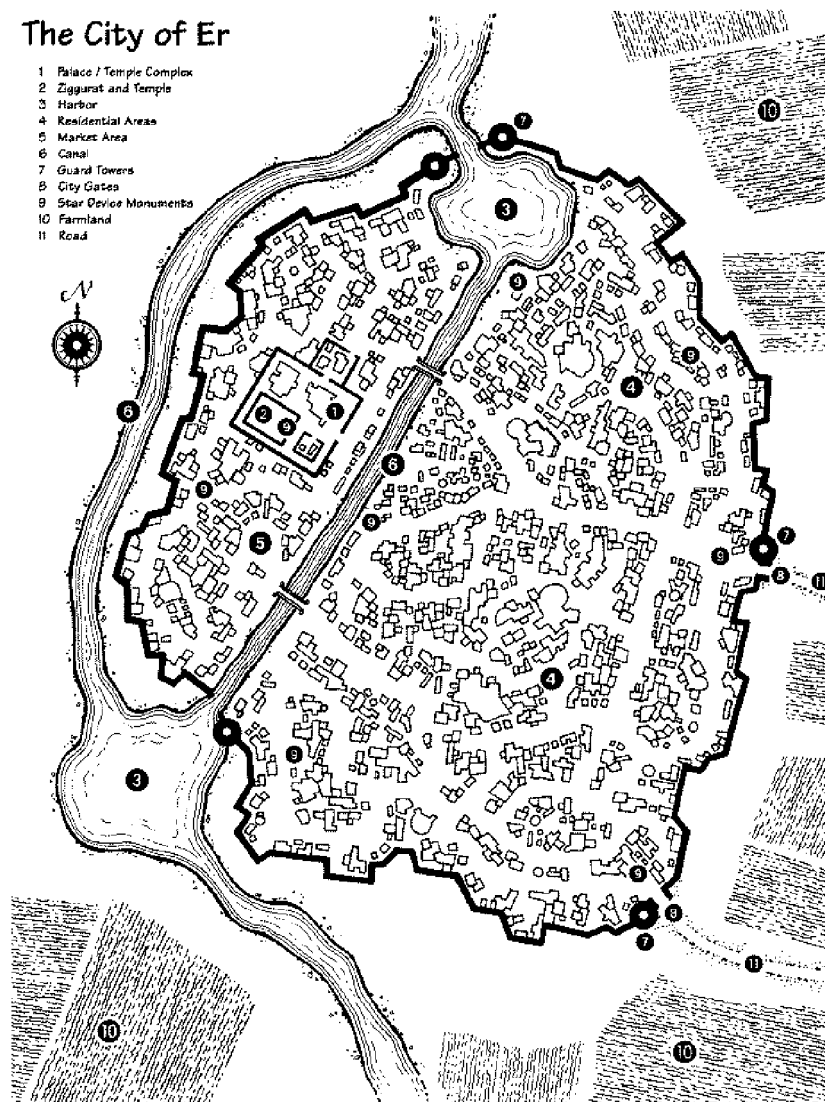 The City of Er
1 Palace / Temple Complex
2 Ziggurat and Temple
3 Harbor
4 Residential Areas
5 Market Area
6 Canal
7 Guard Towers
8 City Gates
9 Star Device Monuments
10 Farmland
11 Road
N
7
10
3
9
9
4
2
9
1
6
6
9
9
5
7
9
8
11
4
9
3
9
8
7
11
10
10